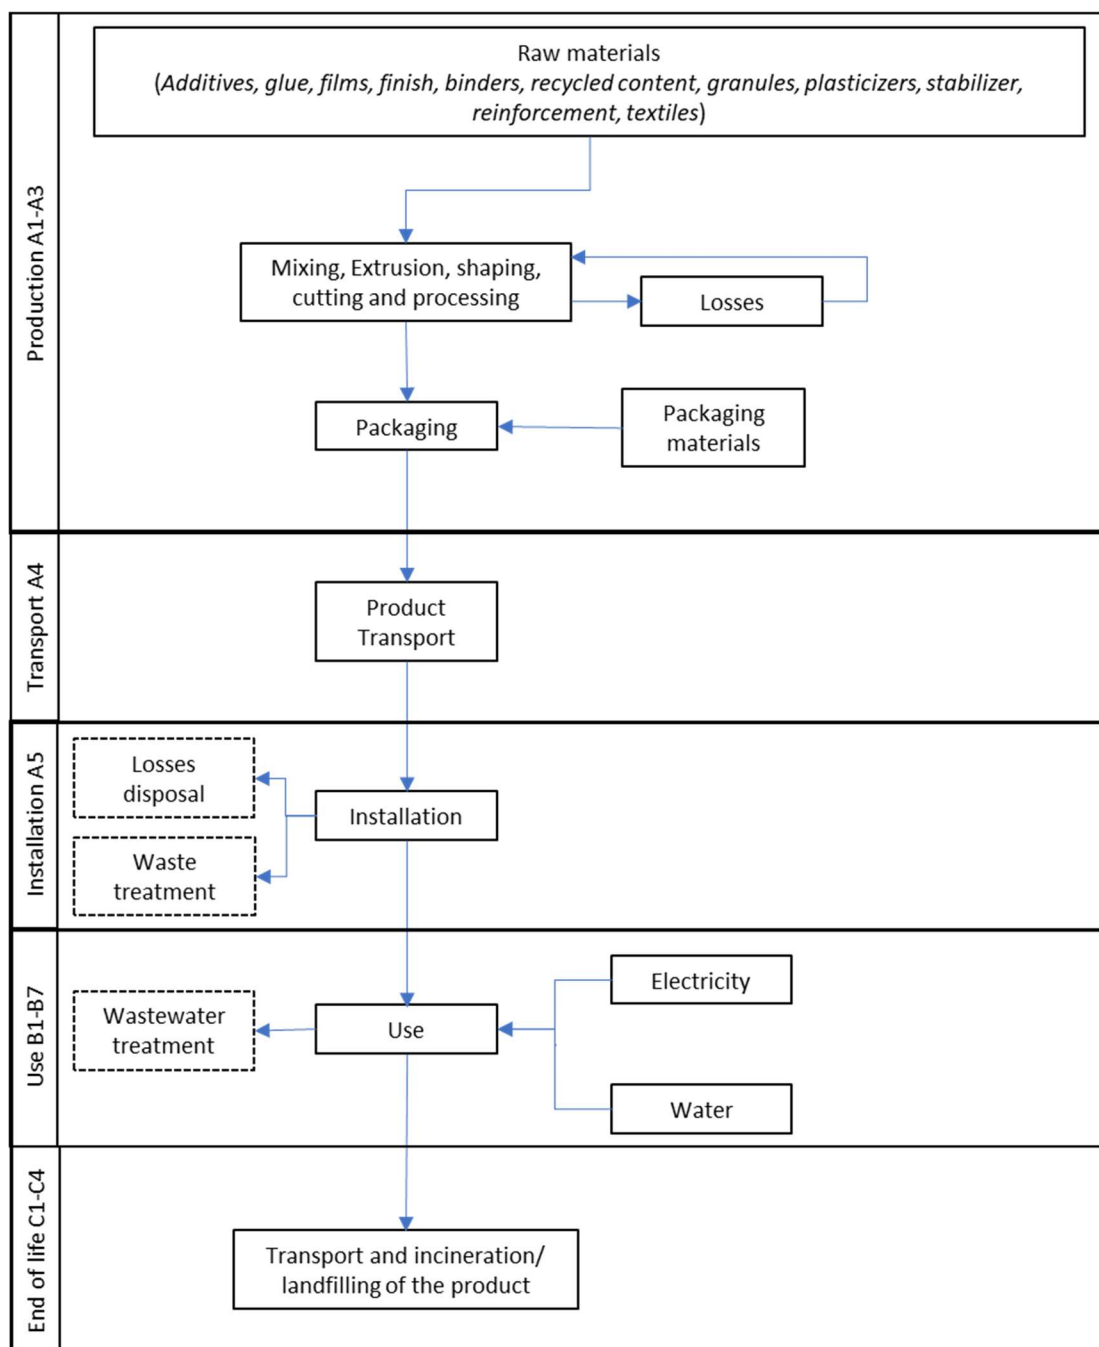 Production A1-A3
Raw materials
(Additives, glue, films, finish, binders, recycled content, granules, plasticizers, stabilizer,
reinforcement, textiles)
Mixing, Extrusion, shaping,
cutting and processing
Losses
Packaging
Packaging
materials
Transport A4
Product
Transport
Installation A5
Losses
disposal
Installation
Waste
treatment
Use B1-B7
Electricity
Wastewater
treatment
Use
Water
End of life C1-C4
Transport and incineration/
landfilling of the product